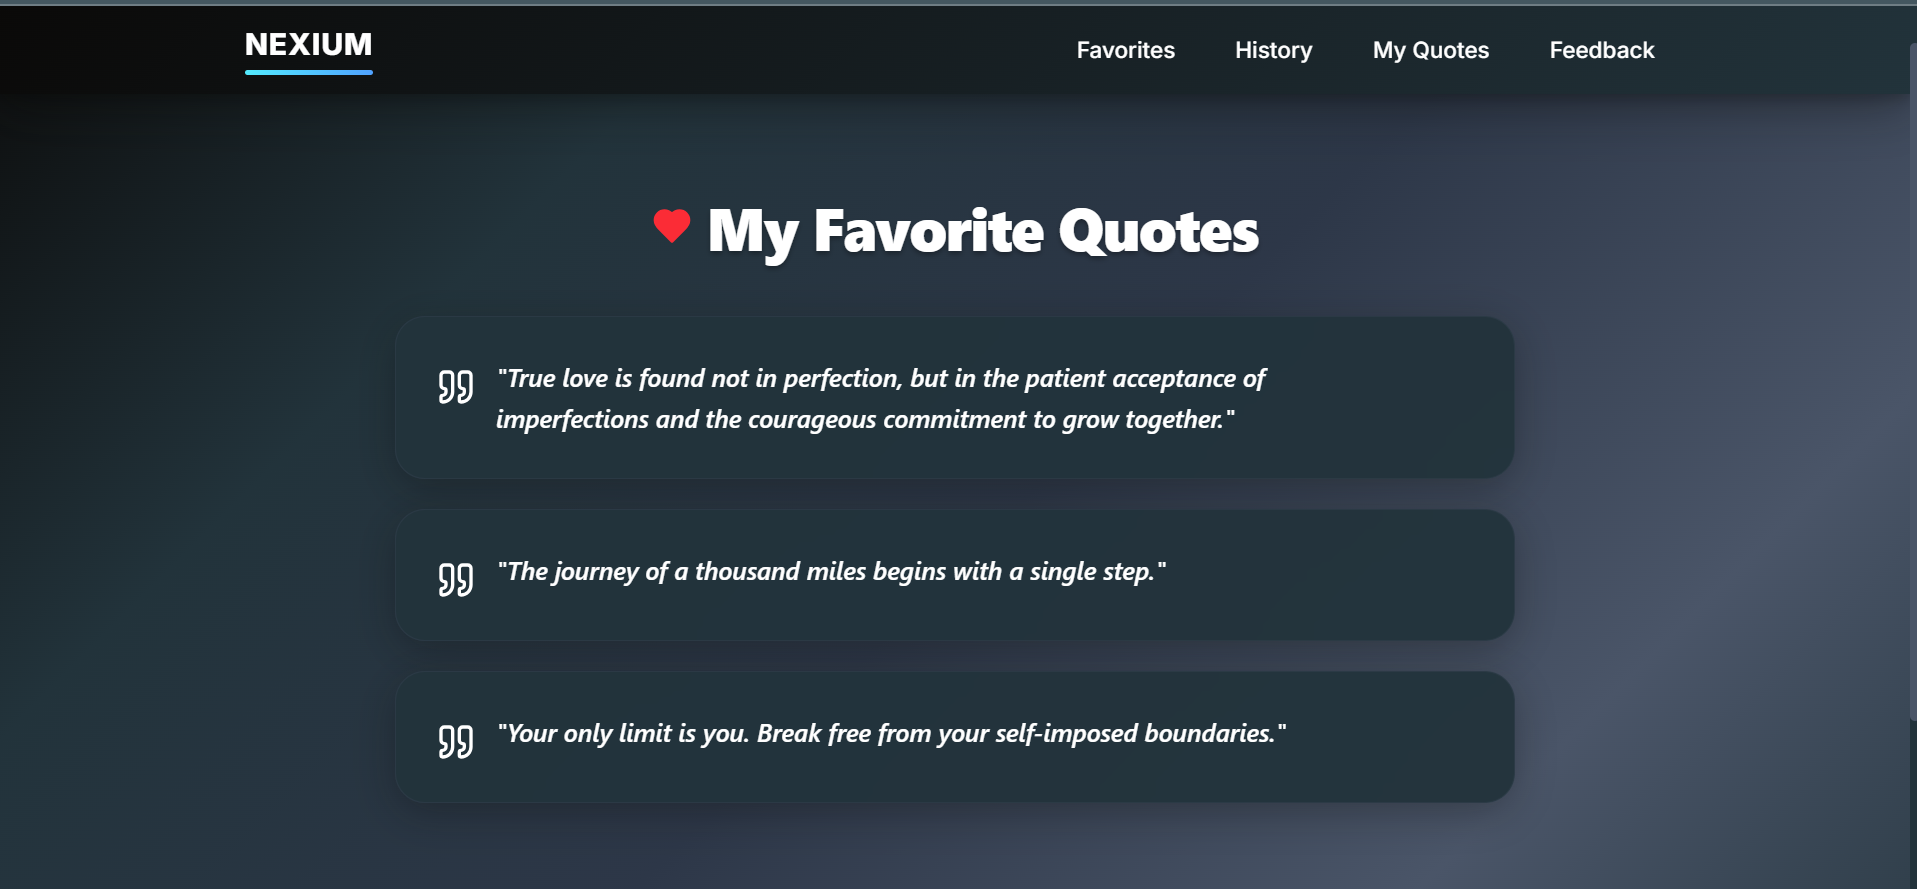 NEXIUM
Favorites
History
My Quotes
Feedback
My Favorite Quotes
"True love is found not in perfection, but in the patient acceptance of
imperfections and the courageous commitment to grow together."
"The journey of a thousand miles begins with a single step."
"Your only limit is you. Break free from your self-imposed boundaries."